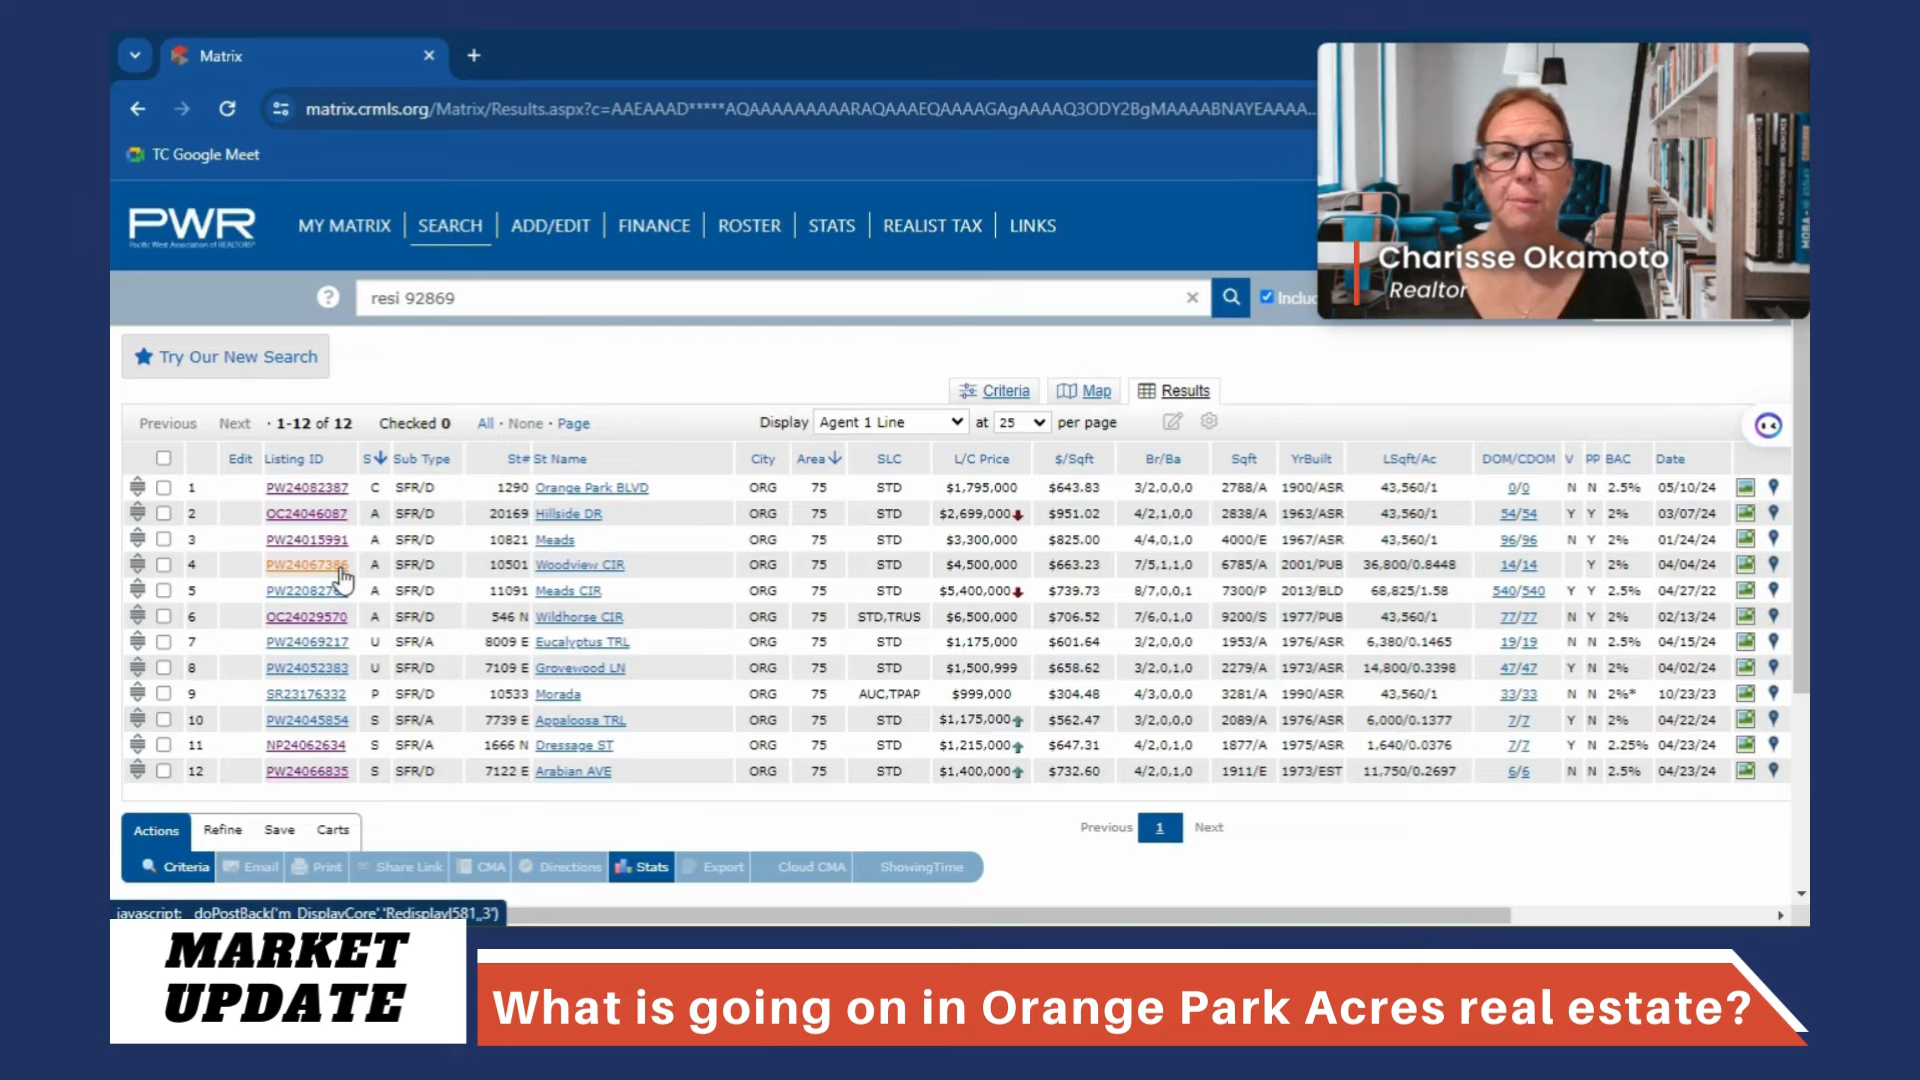 Matrix
matrix.crmls.org/Matrix/Results.aspx?c=AAEAAAD*****AQAAAAAAAAARAQAAAEQAAAAGAgAAAAQ3ODY2BgMAAAABNAYEAAAA...
TC Google Meet
PWR
Pacific West Association of REALTORS®
MY MATRIX SEARCH ADD/EDIT FINANCE ROSTER STATS REALIST TAX LINKS
Charisse Okamoto
Realtor
? resi 92869 Includ
Try Our New Search
Criteria Map Results
Previous Next · 1-12 of 12 Checked 0 All · None · Page Display Agent 1 Line at 25 per page
Edit Listing ID S Sub Type St# St Name City Area SLC L/C Price $/Sqft Br/Ba Sqft YrBuilt LSqft/Ac DOM/CDOM V PP BAC Date
1 PW24082387 C SFR/D 1290 Orange Park BLVD ORG 75 STD $1,795,000 $643.83 3/2,0,0,0 2788/A 1900/ASR 43,560/1 0/0 N N 2.5% 05/10/24
2 OC24046087 A SFR/D 20169 Hillside DR ORG 75 STD $2,699,000 $951.02 4/2,1,0,0 2838/A 1963/ASR 43,560/1 54/54 Y Y 2% 03/07/24
3 PW24015991 A SFR/D 10821 Meads ORG 75 STD $3,300,000 $825.00 4/4,0,1,0 4000/E 1967/ASR 43,560/1 96/96 N Y 2% 01/24/24
4 PW24067386 A SFR/D 10501 Woodview CIR ORG 75 STD $4,500,000 $663.23 7/5,1,1,0 6785/A 2001/PUB 36,800/0.8448 14/14 Y 2% 04/04/24
5 A SFR/D 11091 Meads CIR ORG 75 STD $5,400,000 $739.73 8/7,0,0,1 7300/P 2013/BLD 68,825/1.58 540/540 Y Y 2.5% 04/27/22
6 OC24029570 A SFR/D 546 N Wildhorse CIR ORG 75 STD,TRUS $6,500,000 $706.52 7/6,0,1,0 9200/S 1977/PUB 43,560/1 77/77 N Y 2% 02/13/24
7 PW24069217 U SFR/A 8009 E Eucalyptus TRL ORG 75 STD $1,175,000 $601.64 3/2,0,0,0 1953/A 1976/ASR 6,380/0.1465 19/19 N N 2.5% 04/15/24
8 PW24052383 U SFR/D 7109 E Grovewood LN ORG 75 STD $1,500,999 $658.62 3/2,0,1,0 2279/A 1973/ASR 14,800/0.3398 47/47 Y N 2% 04/02/24
9 SR23176332 P SFR/D 10533 Morada ORG 75 AUC,TPAP $999,000 $304.48 4/3,0,0,0 3281/A 1990/ASR 43,560/1 33/33 N N 2%* 10/23/23
10 PW24045854 S SFR/A 7739 E Appaloosa TRL ORG 75 STD $1,175,000 $562.47 3/2,0,0,0 2089/A 1976/ASR 6,000/0.1377 7/7 Y N 2% 04/22/24
11 NP24062634 S SFR/A 1666 N Dressage ST ORG 75 STD $1,215,000 $647.31 4/2,0,1,0 1877/A 1975/ASR 1,640/0.0376 7/7 Y N 2.25% 04/23/24
12 PW24066835 S SFR/D 7122 E Arabian AVE ORG 75 STD $1,400,000 $732.60 4/2,0,1,0 1911/E 1973/EST 11,750/0.2697 6/6 N N 2.5% 04/23/24
Actions Refine Save Carts Previous 1 Next
Criteria Email Print Share Link CMA Directions Stats Export Cloud CMA ShowingTime
javascript:__doPostBack('m_DisplayCore','Redisplay|581,,3')
MARKET
UPDATE
What is going on in Orange Park Acres real estate?